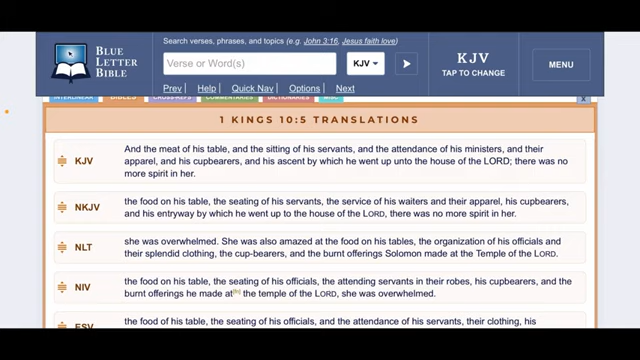 BLUE
LETTER
BIBLE
Search verses, phrases, and topics (e.g. John 3:16, Jesus faith love)
Verse or Word(s)
KJV
Prev | Help | Quick Nav | Options | Next
KJV
TAP TO CHANGE
MENU
INTERLINEAR BIBLES CROSS-REFS COMMENTARIES DICTIONARIES MISC x
1 KINGS 10:5 TRANSLATIONS
KJV
And the meat of his table, and the sitting of his servants, and the attendance of his ministers, and their
apparel, and his cupbearers, and his ascent by which he went up unto the house of the LORD; there was no
more spirit in her.
NKJV
the food on his table, the seating of his servants, the service of his waiters and their apparel, his cupbearers,
and his entryway by which he went up to the house of the LORD, there was no more spirit in her.
NLT
she was overwhelmed. She was also amazed at the food on his tables, the organization of his officials and
their splendid clothing, the cup-bearers, and the burnt offerings Solomon made at the Temple of the LORD.
NIV
the food on his table, the seating of his officials, the attending servants in their robes, his cupbearers, and the
burnt offerings he made at[b] the temple of the LORD, she was overwhelmed.
ESV
the food of his table, the seating of his officials, and the attendance of his servants, their clothing, his